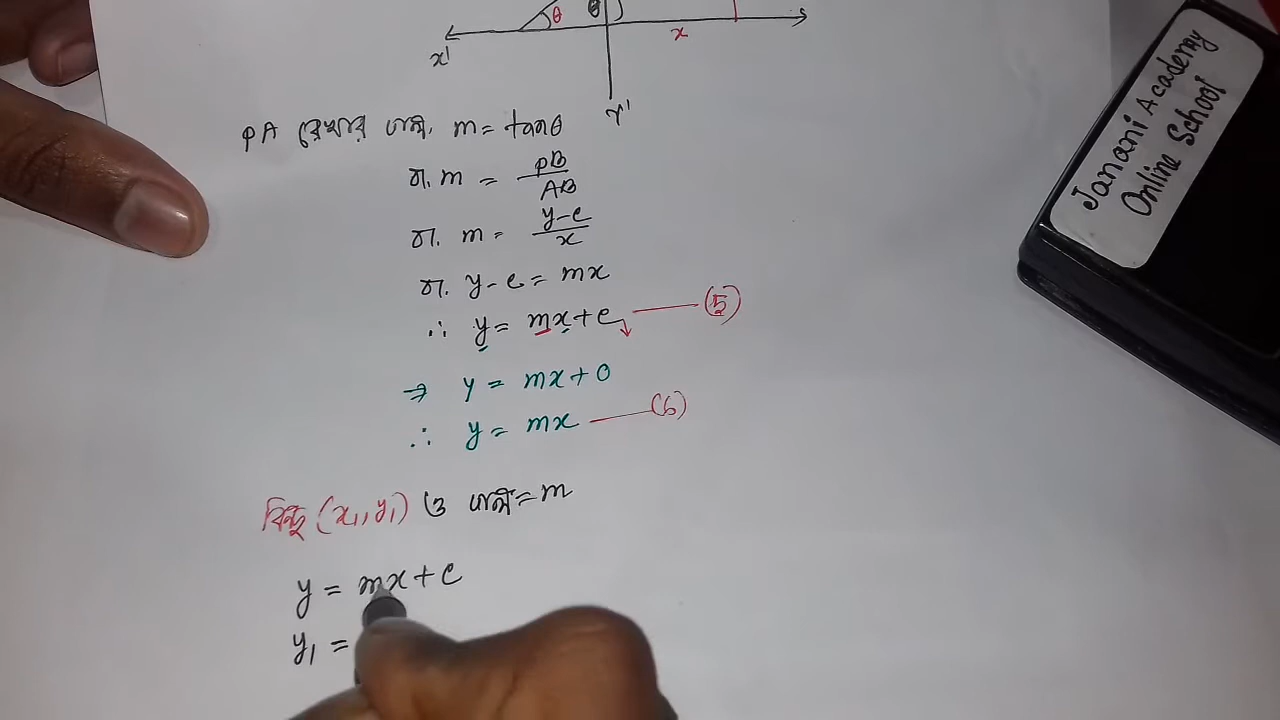 θ θ
x
x'
y'
PA রেখার ঢাল, m = tanθ
বা, m = PB/AB
বা, m = y-c/x
বা, y-c = mx
∴ y = mx+c (5)
⇒ y = mx+0
∴ y = mx (6)
বিন্দু (x₁,y₁) ও ঢাল = m
y = mx+c
y₁ =
Janani Academy
Online School